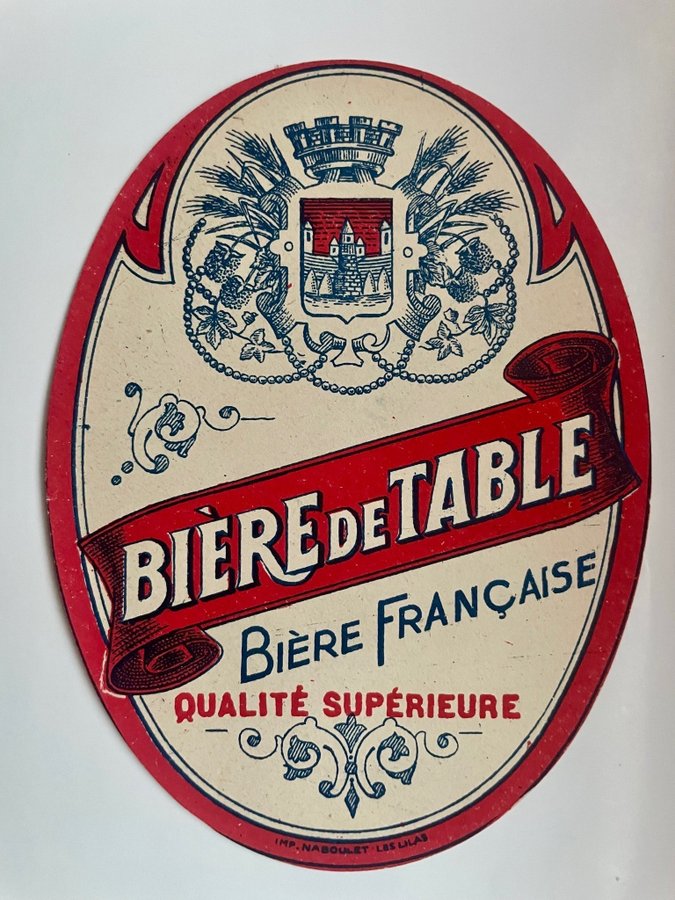 BIÈRE DE TABLE
BIÈRE FRANÇAISE
QUALITÉ SUPÉRIEURE
IMP. NABOULET - LES LILAS